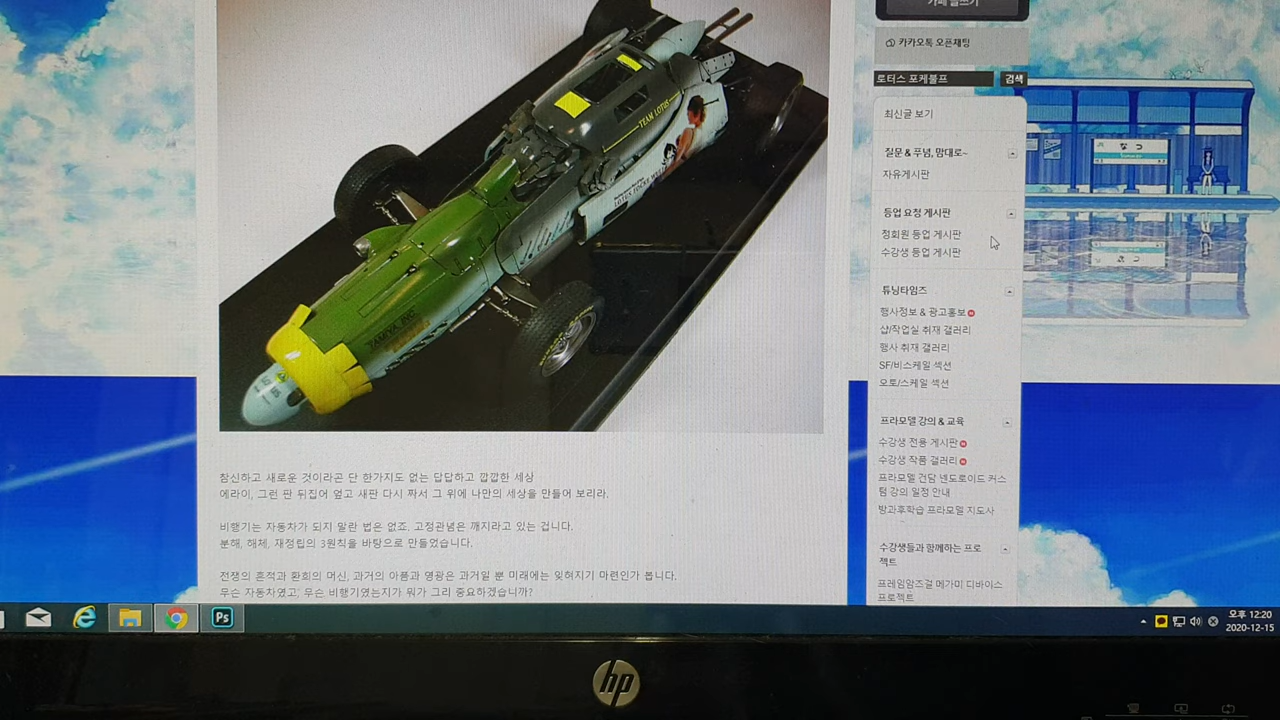 카페 글쓰기
카카오톡 오픈채팅
로터스 포케불프
검색
최신글 보기
질문 & 푸념, 맘대로~
자유게시판
등업 요청 게시판
정회원 등업 게시판
수강생 등업 게시판
튜닝타임즈
행사정보 & 광고홍보
샵/작업실 취재 갤러리
행사 취재 갤러리
SF/비스케일 섹션
오토/스케일 섹션
프라모델 강의 & 교육
수강생 전용 게시판
수강생 작품 갤러리
프라모델 건담 넨도로이드 커스
텀 강의 일정 안내
방과후학습 프라모델 지도사
수강생들과 함께하는 프로
젝트
프레임암즈걸 메가미 디바이스
프로젝트
TEAM LOTUS
TAMIYA, INC.
なつ
참신하고 새로운 것이라곤 단 한가지도 없는 답답하고 깝깝한 세상
에라이, 그런 판 뒤집어 엎고 새판 다시 짜서 그 위에 나만의 세상을 만들어 보리라.
비행기는 자동차가 되지 말란 법은 없죠. 고정관념은 깨지라고 있는 겁니다.
분해, 해체, 재정립의 3원칙을 바탕으로 만들었습니다.
전쟁의 흔적과 환희의 머신, 과거의 아픔과 영광은 과거일 뿐 미래에는 잊혀지기 마련인가 봅니다.
무슨 자동차였고, 무슨 비행기였는지가 뭐가 그리 중요하겠습니까?
Ps
오후 12:20
2020-12-15
hp